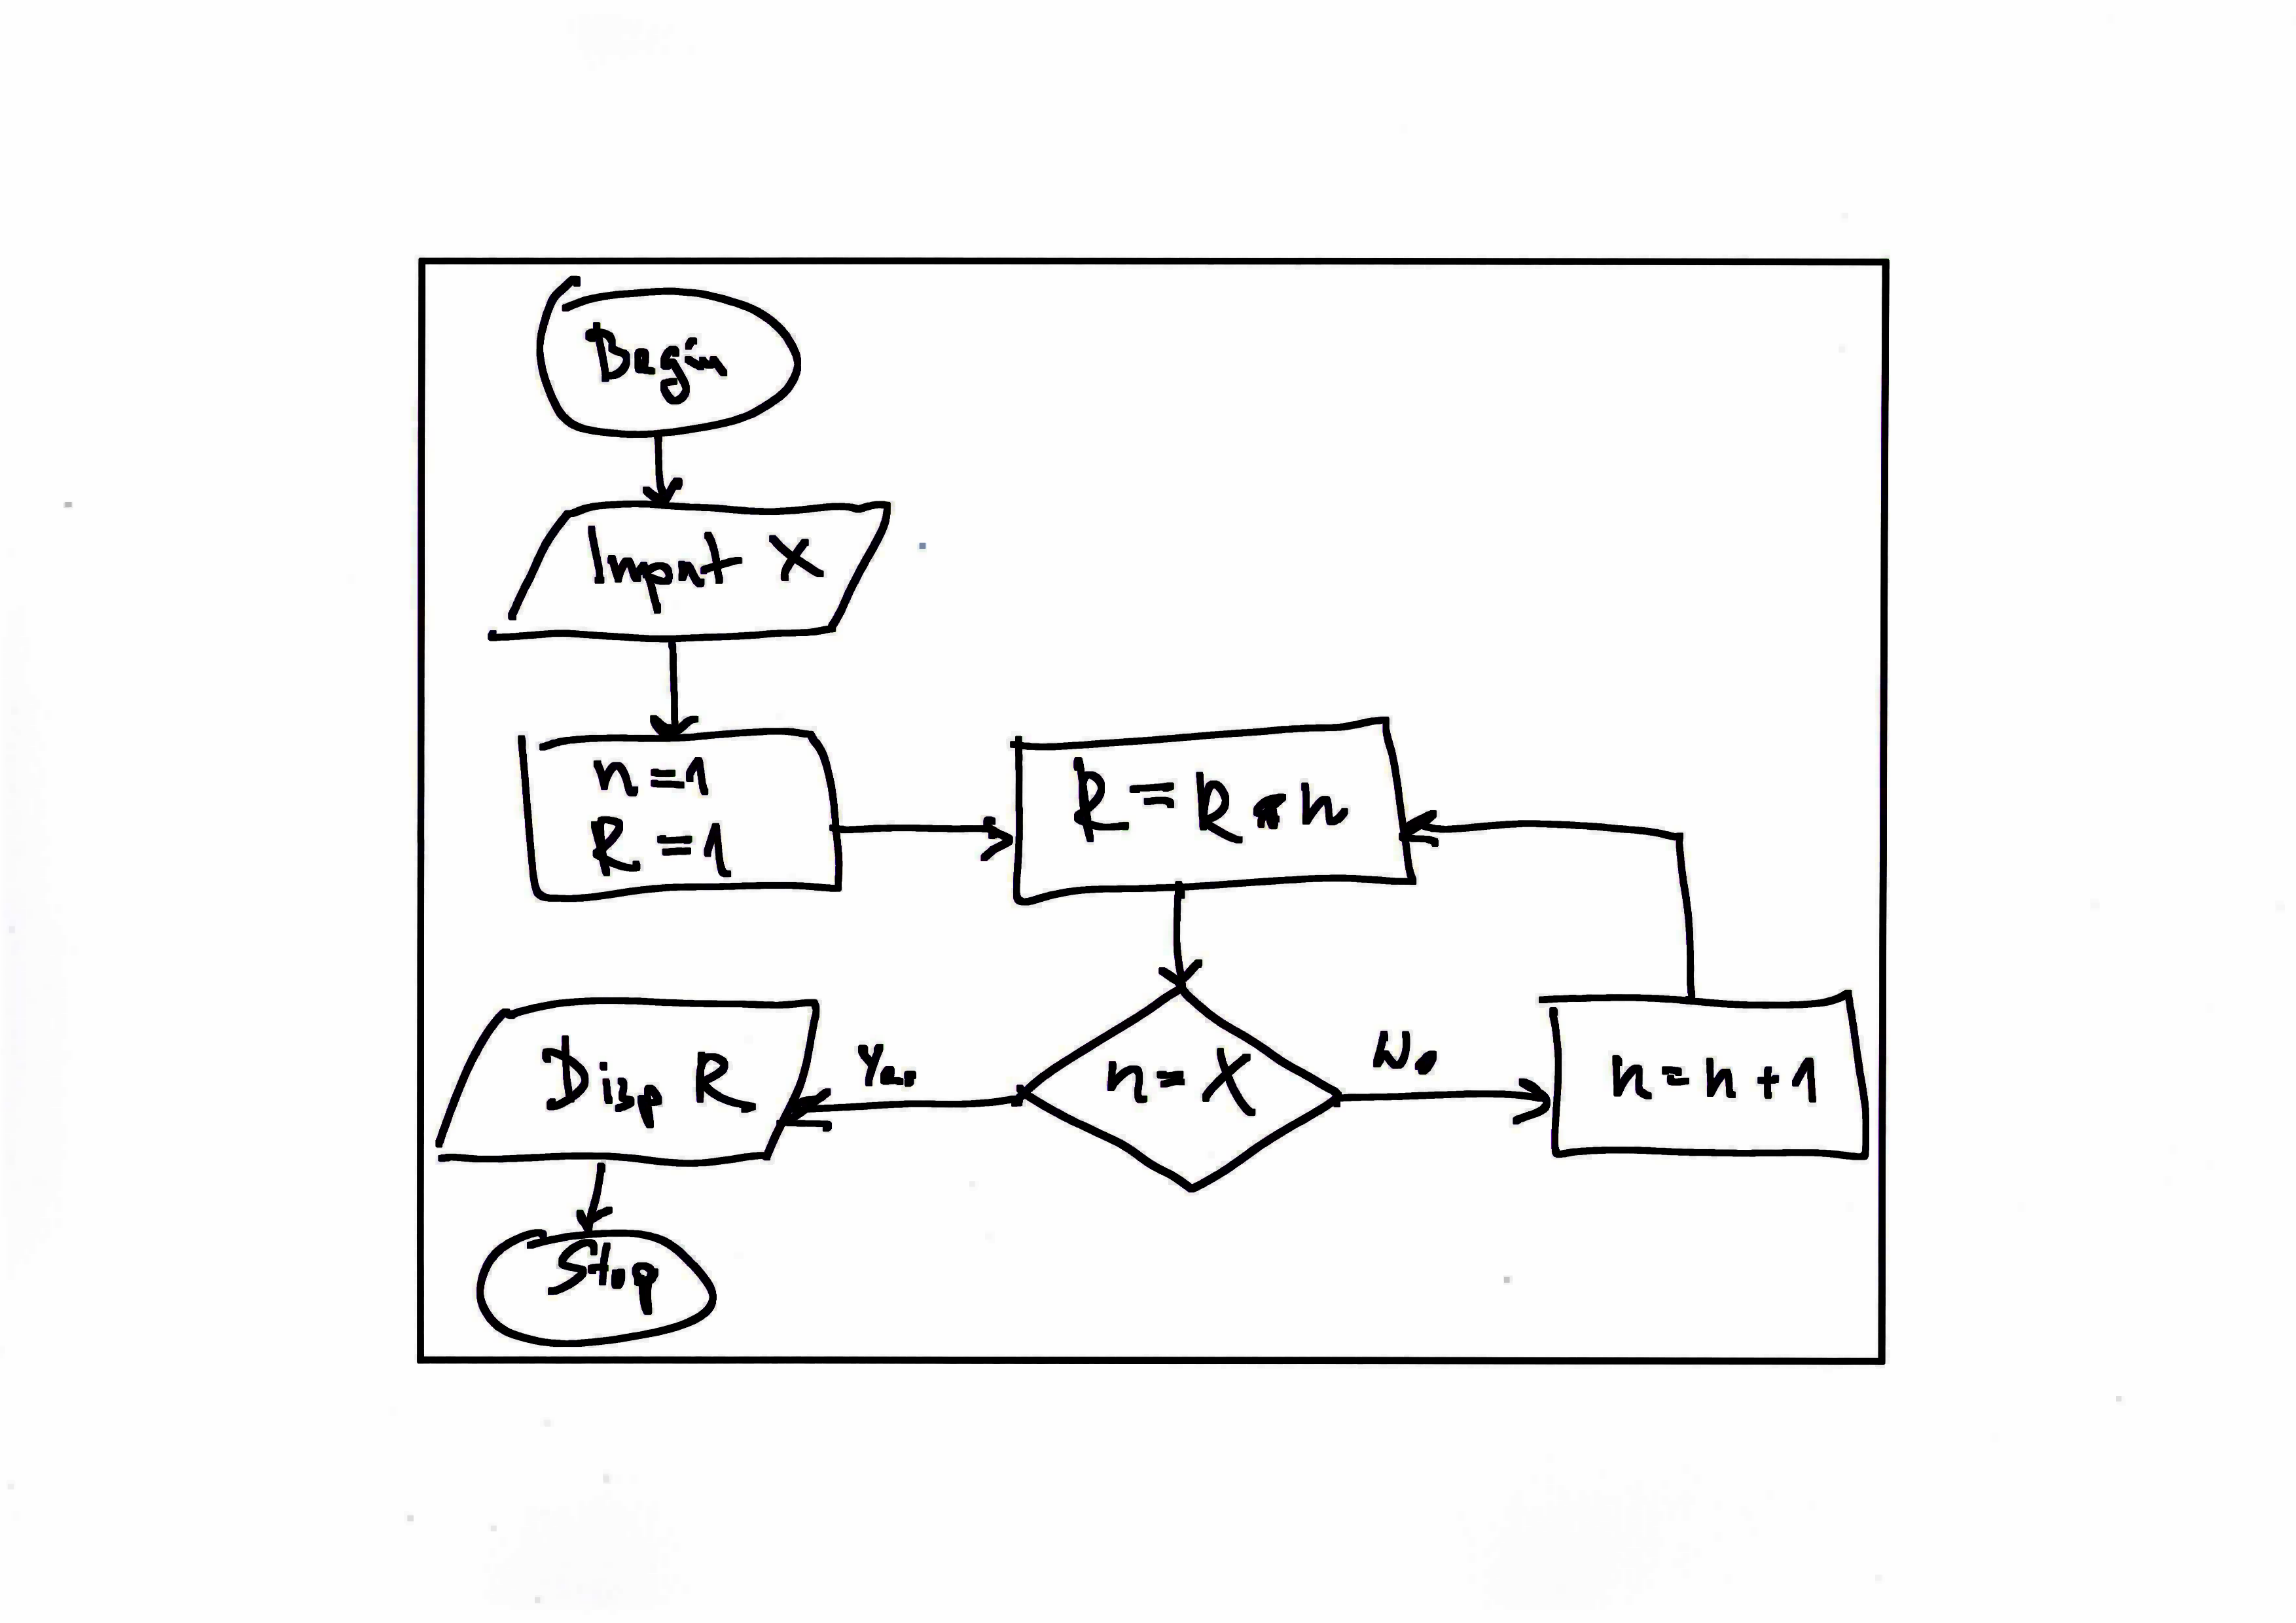 Begin
Input X
n=1
R=1
R=R*n
n=X
Yes
No
n=n+1
Disp R
Stop